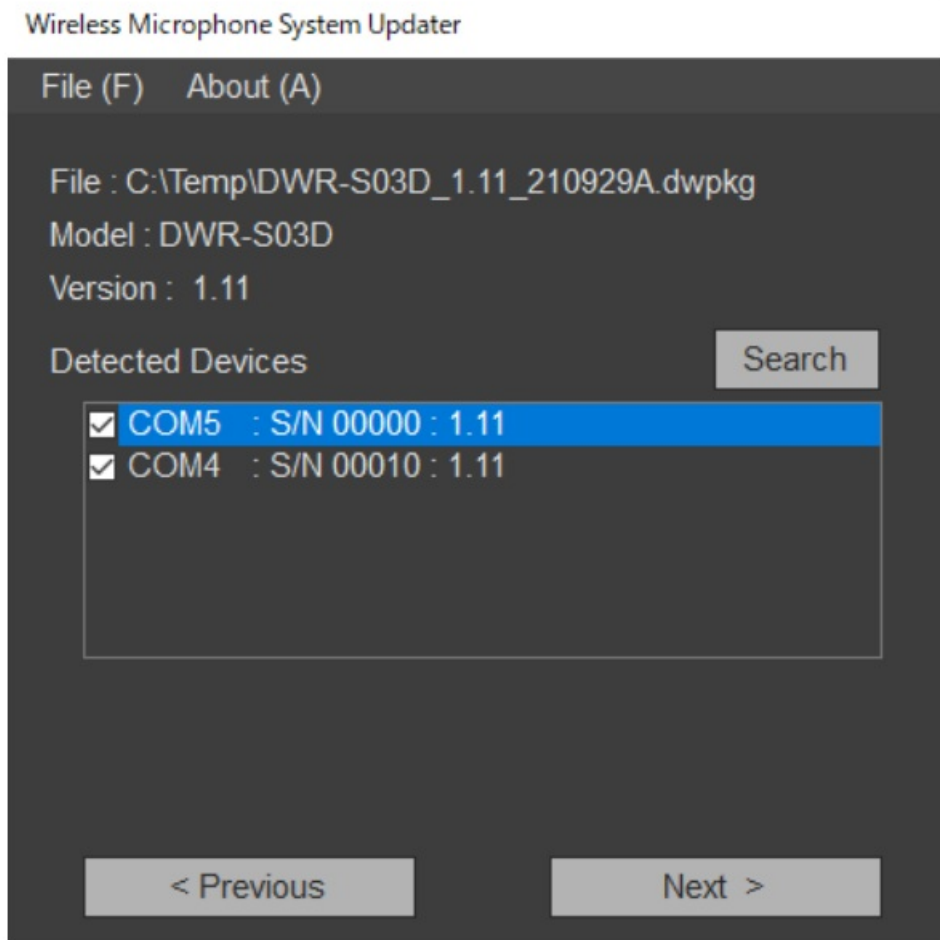 Wireless Microphone System Updater
File (F) About (A)
File : C:\Temp\DWR-S03D_1.11_210929A.dwpkg
Model : DWR-S03D
Version : 1.11
Detected Devices Search
COM5 : S/N 00000 : 1.11
COM4 : S/N 00010 : 1.11
< Previous Next >